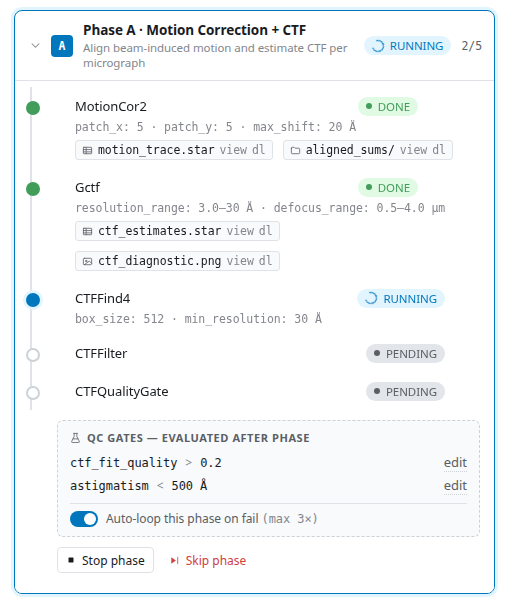 A Phase A · Motion Correction + CTF
Align beam-induced motion and estimate CTF per
micrograph
RUNNING 2/5
MotionCor2 DONE
patch_x: 5 · patch_y: 5 · max_shift: 20 Å
motion_trace.star view dl aligned_sums/ view dl
Gctf DONE
resolution_range: 3.0–30 Å · defocus_range: 0.5–4.0 µm
ctf_estimates.star view dl
ctf_diagnostic.png view dl
CTFFind4 RUNNING
box_size: 512 · min_resolution: 30 Å
CTFFilter PENDING
CTFQualityGate PENDING
QC GATES — EVALUATED AFTER PHASE
ctf_fit_quality > 0.2 edit
astigmatism < 500 Å edit
Auto-loop this phase on fail (max 3×)
Stop phase Skip phase